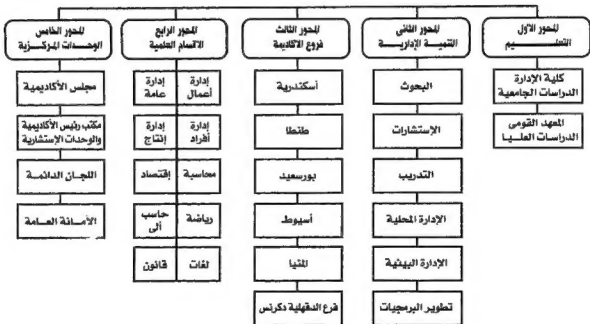 المحور الأول
التعليم
كلية الإدارة
الدراسات الجامعية
المعهد القومى
الدراسات العليا
المحور الثانى
التنمية الإدارية
البحوث
الإستشارات
التدريب
الإدارة المحلية
الإدارة البيئية
تطوير البرمجيات
المحور الثالث
فروع الأكاديمية
أسكندرية
طنطا
بورسعيد
أسيوط
المنيا
فرع الدقهلية دكرنس
المحور الرابع
الأقسام العلمية
إدارة
أعمال
إدارة
عامة
إدارة
أفراد
إدارة
إنتاج
محاسبة
إقتصاد
رياضة
حاسب
ألى
لغات
قانون
المحور الخامس
الوحدات المركزية
مجلس الأكاديمية
مكتب رئيس الأكاديمية
والوحدات الإستشارية
اللجان الدائمة
الأمانة العامة